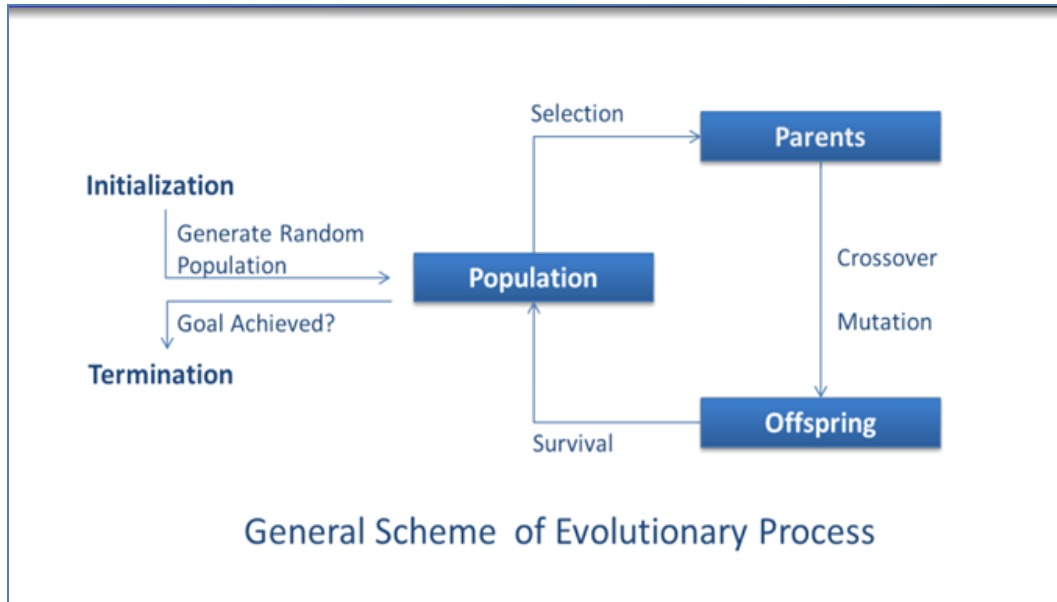 Selection
Parents
Initialization
Generate Random
Population
Population
Crossover
Goal Achieved?
Mutation
Termination
Offspring
Survival
General Scheme of Evolutionary Process